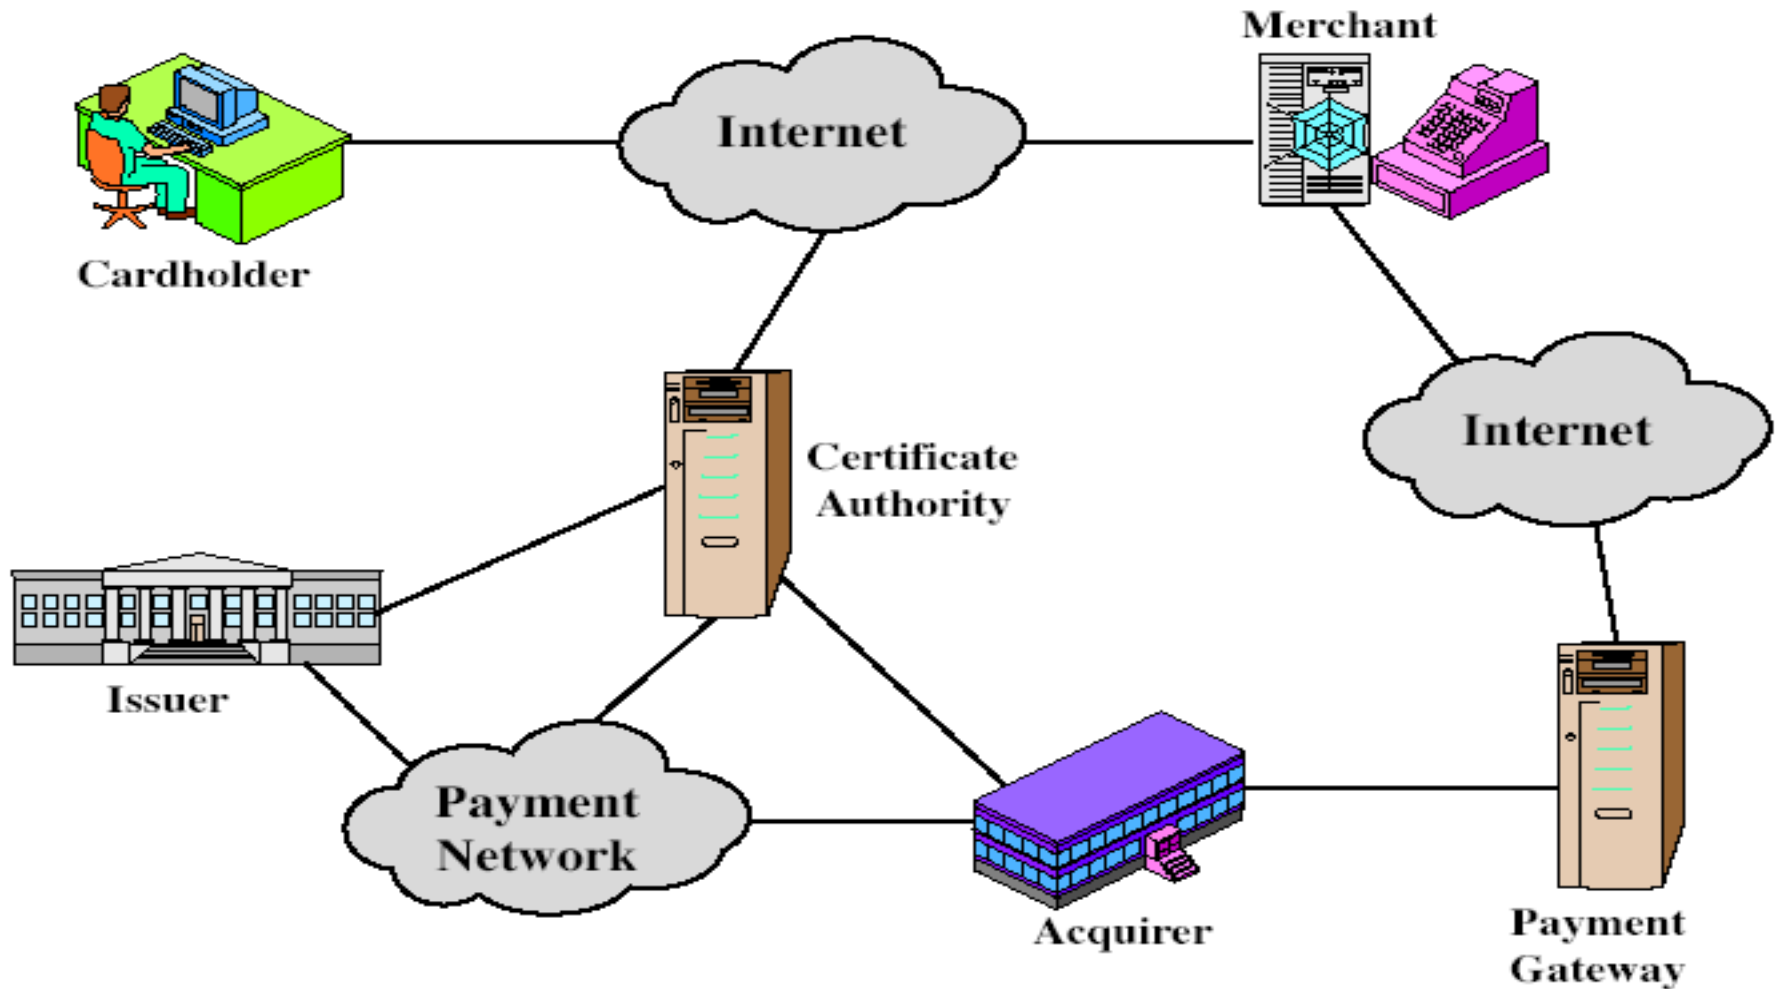 Merchant
Internet
Cardholder
Internet
Certificate
Authority
Issuer
Payment
Network
Acquirer
Payment
Gateway